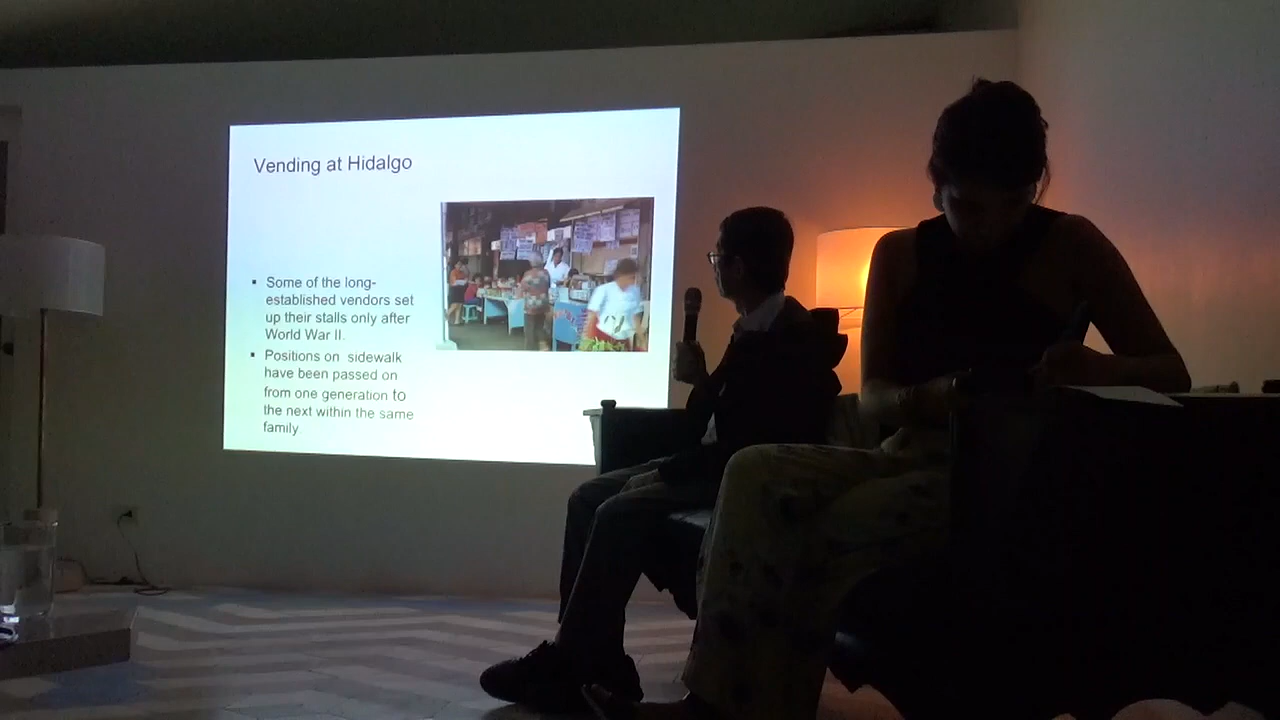 Vending at Hidalgo
▪ Some of the long-
established vendors set
up their stalls only after
World War II.
▪ Positions on sidewalk
have been passed on
from one generation to
the next within the same
family